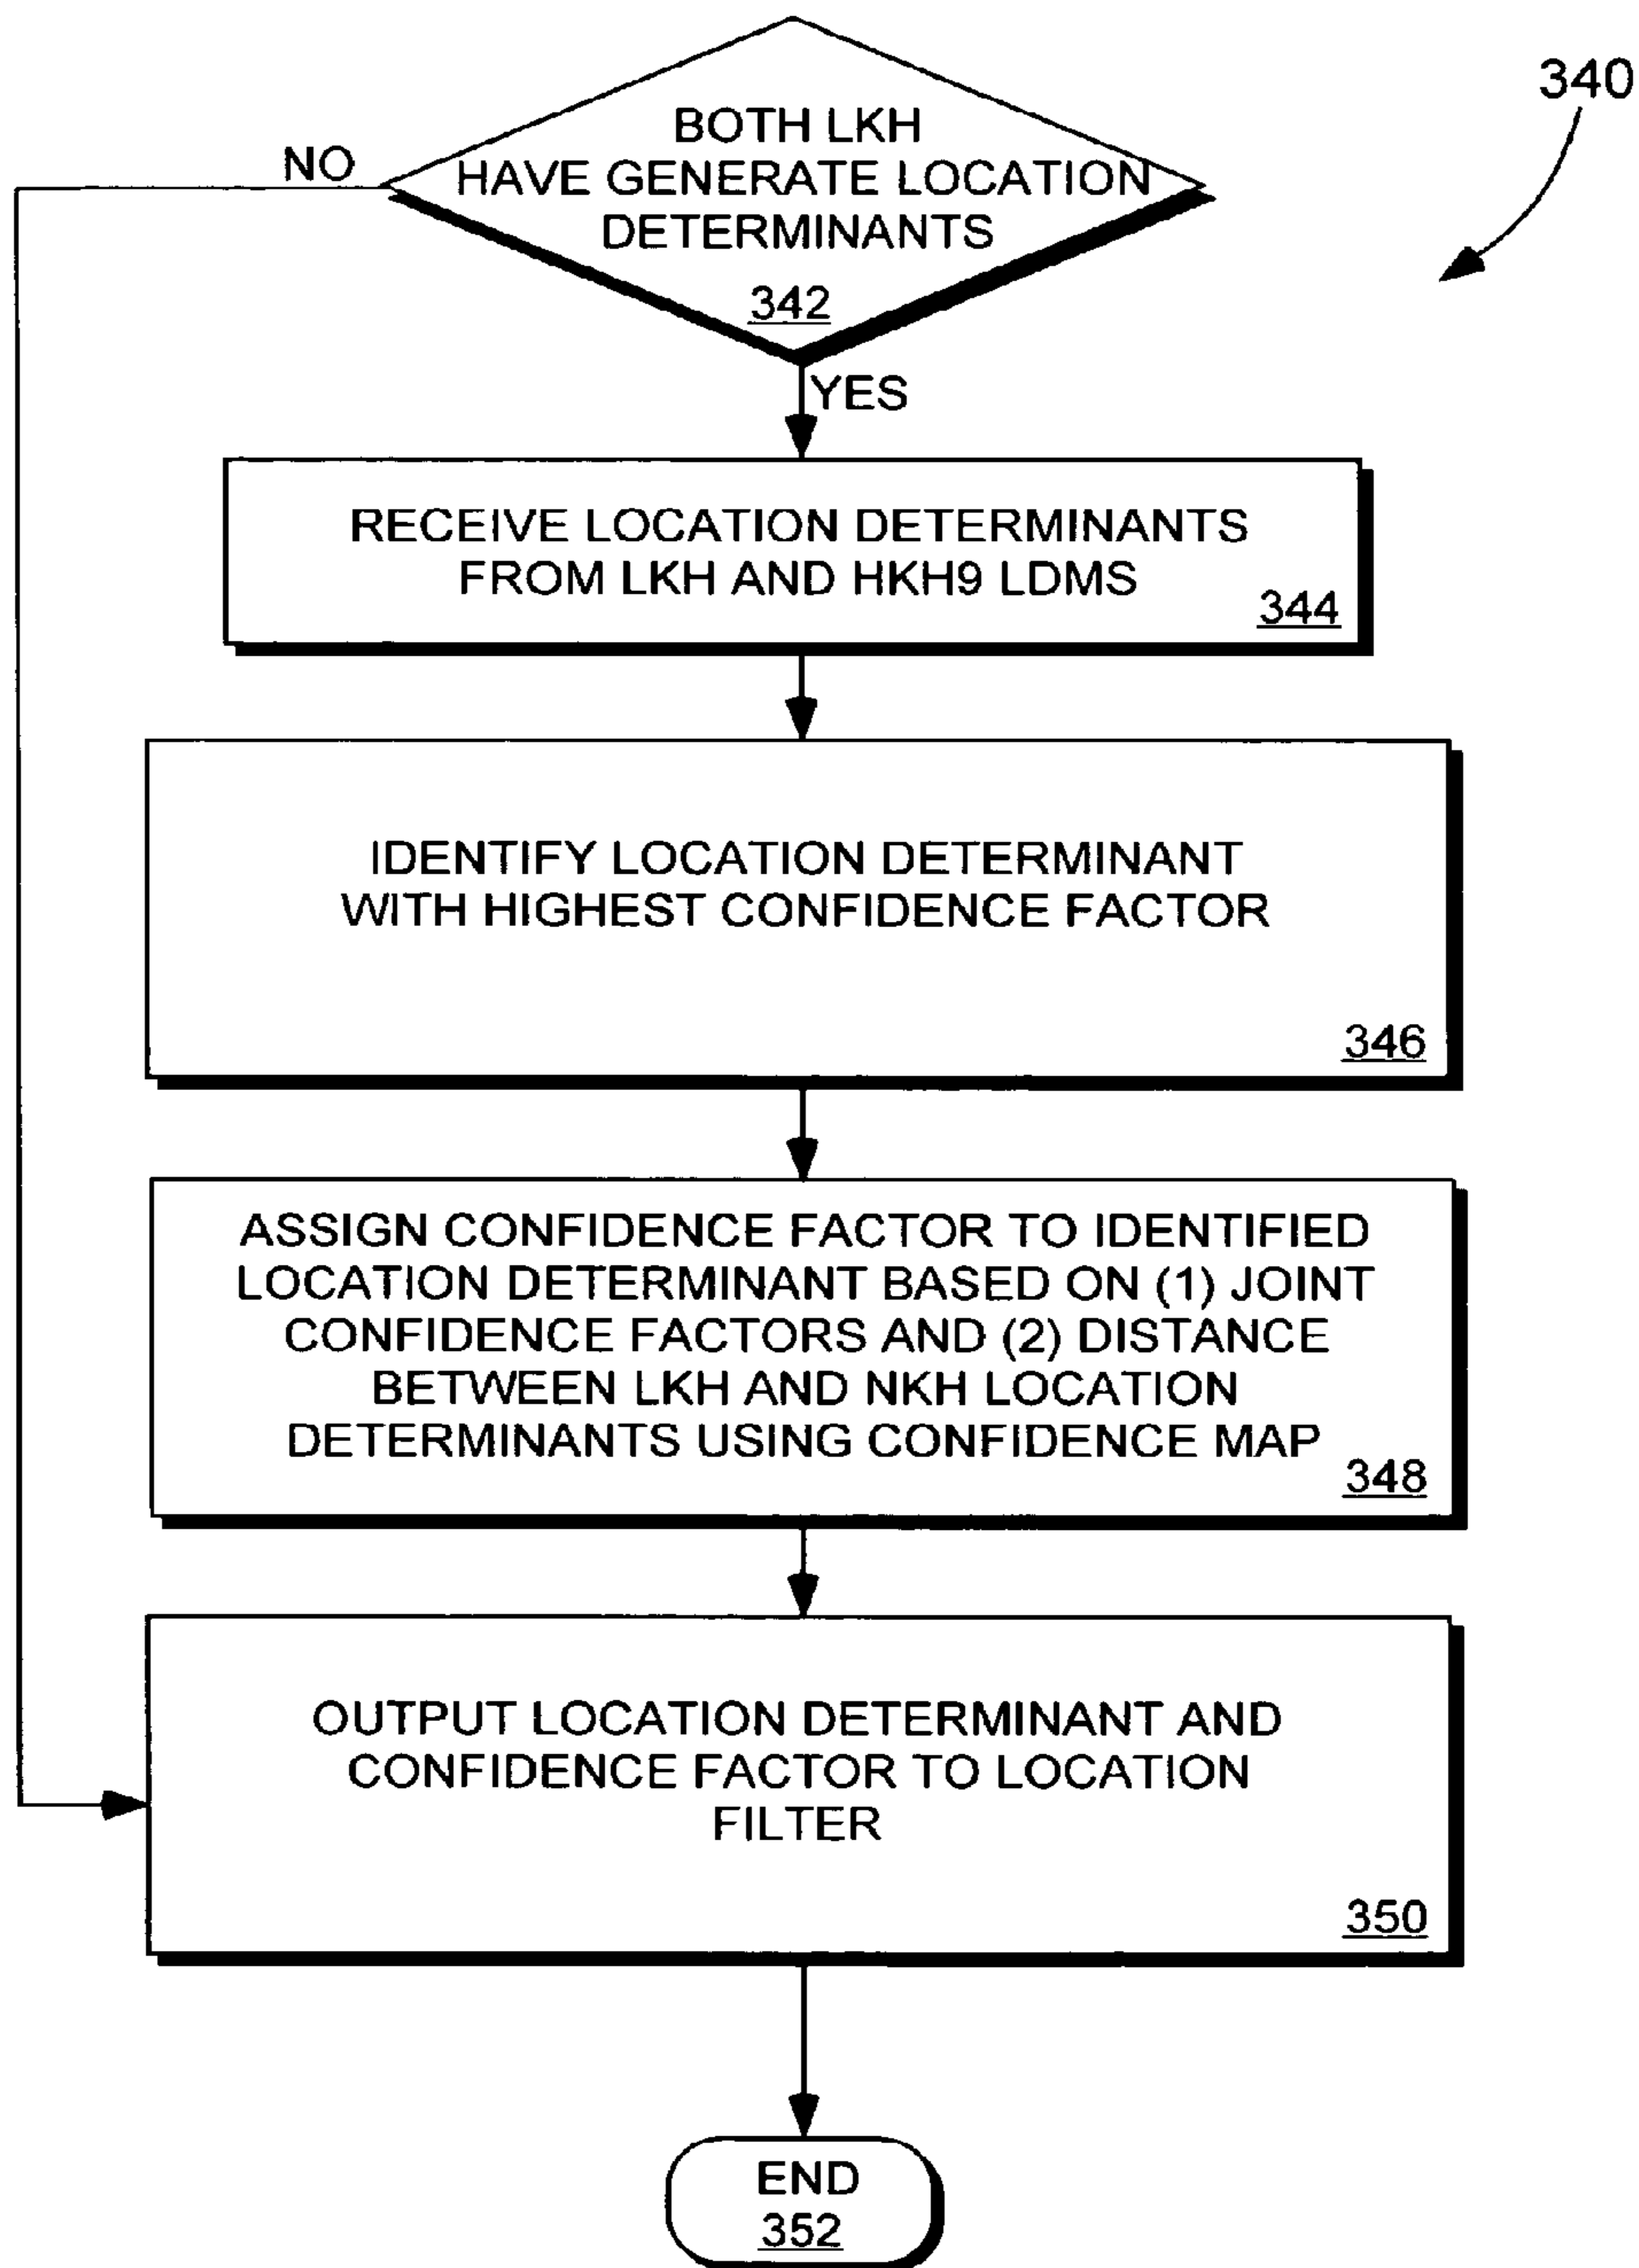 340
BOTH LKH
HAVE GENERATE LOCATION
DETERMINANTS
342
NO
YES
RECEIVE LOCATION DETERMINANTS
FROM LKH AND HKH9 LDMS
344
IDENTIFY LOCATION DETERMINANT
WITH HIGHEST CONFIDENCE FACTOR
346
ASSIGN CONFIDENCE FACTOR TO IDENTIFIED
LOCATION DETERMINANT BASED ON (1) JOINT
CONFIDENCE FACTORS AND (2) DISTANCE
BETWEEN LKH AND NKH LOCATION
DETERMINANTS USING CONFIDENCE MAP
348
OUTPUT LOCATION DETERMINANT AND
CONFIDENCE FACTOR TO LOCATION
FILTER
350
END
352